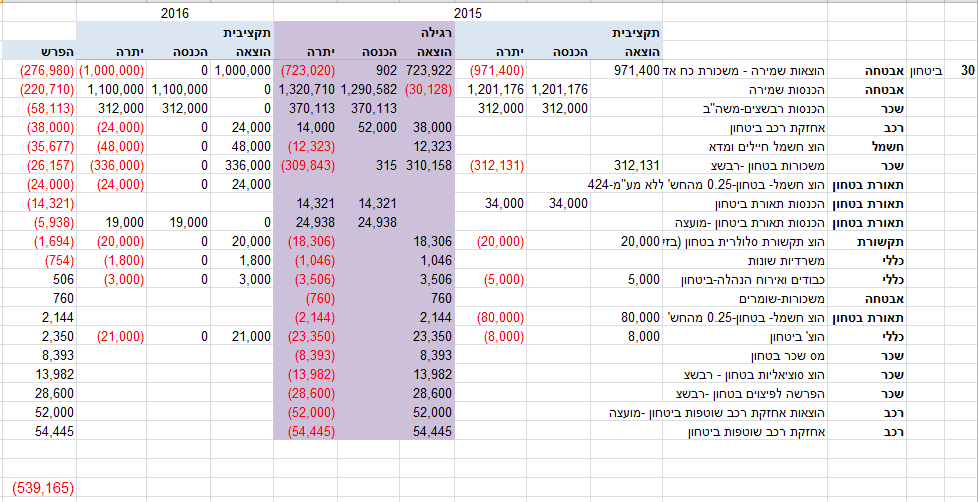 2015 2016
תקציבית רגילה תקציבית
הוצאה הכנסה יתרה הוצאה הכנסה יתרה הוצאה הכנסה יתרה הפרש
30 ביטחון אבטחה הוצאות שמירה - משכורת כח אד 971,400 (971,400) 723,922 902 (723,020) 1,000,000 0 (1,000,000) (276,980)
אבטחה הכנסות שמירה 1,201,176 1,201,176 (30,128) 1,290,582 1,320,710 0 1,100,000 1,100,000 (220,710)
שכר הכנסות רבשצים-משה"ב 312,000 312,000 370,113 370,113 0 312,000 312,000 (58,113)
רכב אחזקת רכב ביטחון 38,000 52,000 14,000 24,000 0 (24,000) (38,000)
חשמל הוצ חשמל חיילים ומדא 12,323 (12,323) 48,000 0 (48,000) (35,677)
שכר משכורות בטחון -רבשצ 312,131 (312,131) 310,158 315 (309,843) 336,000 0 (336,000) (26,157)
תאורת בטחון הוצ חשמל- בטחון-0.25 מהחש' ללא מע"מ-424 24,000 0 (24,000) (24,000)
תאורת בטחון הכנסות תאורת ביטחון 34,000 34,000 14,321 14,321 (14,321)
תאורת בטחון הכנסות תאורת ביטחון -מועצה 24,938 24,938 0 19,000 19,000 (5,938)
תקשורת הוצ תקשורת סלולרית בטחון (בזי 20,000 (20,000) 18,306 (18,306) 20,000 0 (20,000) (1,694)
כללי משרדיות שונות 1,046 (1,046) 1,800 0 (1,800) (754)
כללי כבודים ואירוח הנהלה-ביטחון 5,000 (5,000) 3,506 (3,506) 3,000 0 (3,000) 506
אבטחה משכורות-שומרים 760 (760) 760
תאורת בטחון הוצ חשמל- בטחון-0.25 מהחש' 80,000 (80,000) 2,144 (2,144) 2,144
כללי הוצ' ביטחון 8,000 (8,000) 23,350 (23,350) 21,000 0 (21,000) 2,350
שכר מס שכר בטחון 8,393 (8,393) 8,393
שכר הוצ סוציאליות בטחון - רבשצ 13,982 (13,982) 13,982
שכר הפרשה לפיצוים בטחון -רבשצ 28,600 (28,600) 28,600
רכב הוצאות אחזקת רכב שוטפות ביטחון -מועצה 52,000 (52,000) 52,000
רכב אחזקת רכב שוטפות ביטחון 54,445 (54,445) 54,445
(539,165)